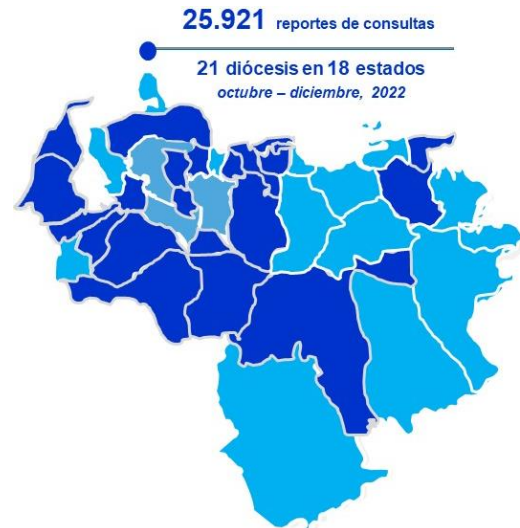 25.921 reportes de consultas
21 diócesis en 18 estados
octubre – diciembre, 2022